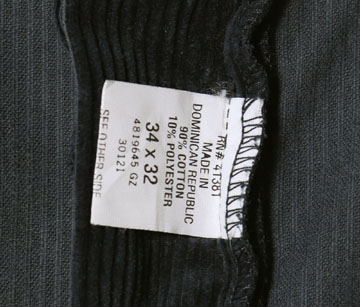 RN# 41381
MADE IN
DOMINICAN REPUBLIC
90% COTTON
10% POLYESTER
34 X 32
4819645 GZ
30121
SEE OTHER SIDE